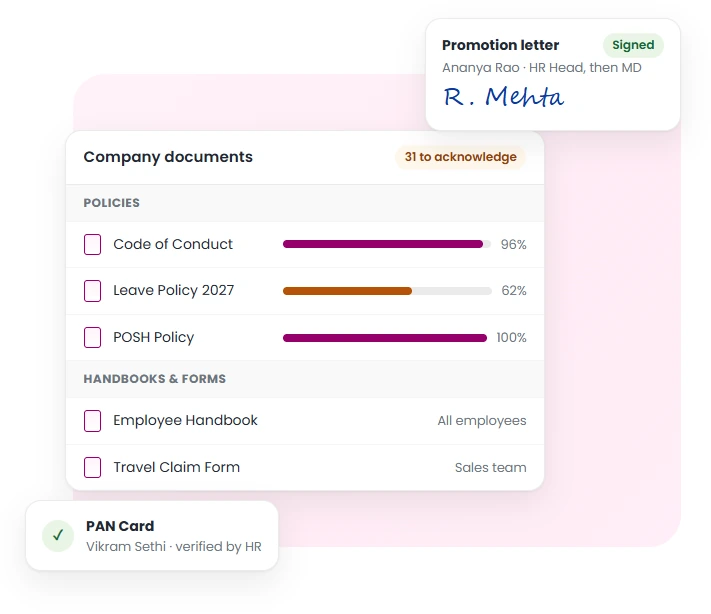 Promotion letter Signed
Ananya Rao · HR Head, then MD
R. Mehta
Company documents 31 to acknowledge
POLICIES
Code of Conduct 96%
Leave Policy 2027 62%
POSH Policy 100%
HANDBOOKS & FORMS
Employee Handbook All employees
Travel Claim Form Sales team
✓ PAN Card
Vikram Sethi · verified by HR